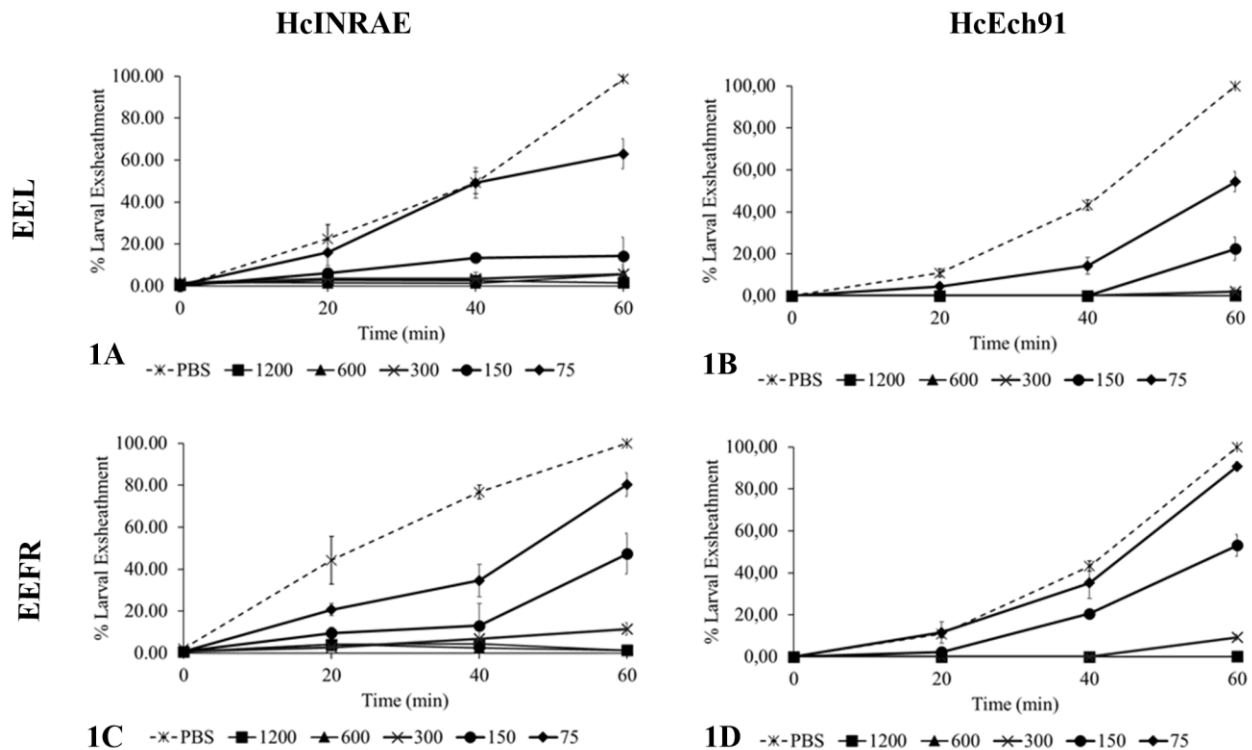 HcINRAE
HcEch91
EEL
% Larval Exsheathment
100.00
80.00
60.00
40.00
20.00
0.00
0 20 40 60
Time (min)
1A
PBS 1200 600 300 150 75
% Larval Exsheathment
100,00
80,00
60,00
40,00
20,00
0,00
0 20 40 60
Time (min)
1B
PBS 1200 600 300 150 75
EEFR
% Larval Exsheathment
100.00
80.00
60.00
40.00
20.00
0.00
0 20 40 60
Time (min)
1C
PBS 1200 600 300 150 75
% Larval Exsheathment
100,00
80,00
60,00
40,00
20,00
0,00
0 20 40 60
Time (min)
1D
PBS 1200 600 300 150 75